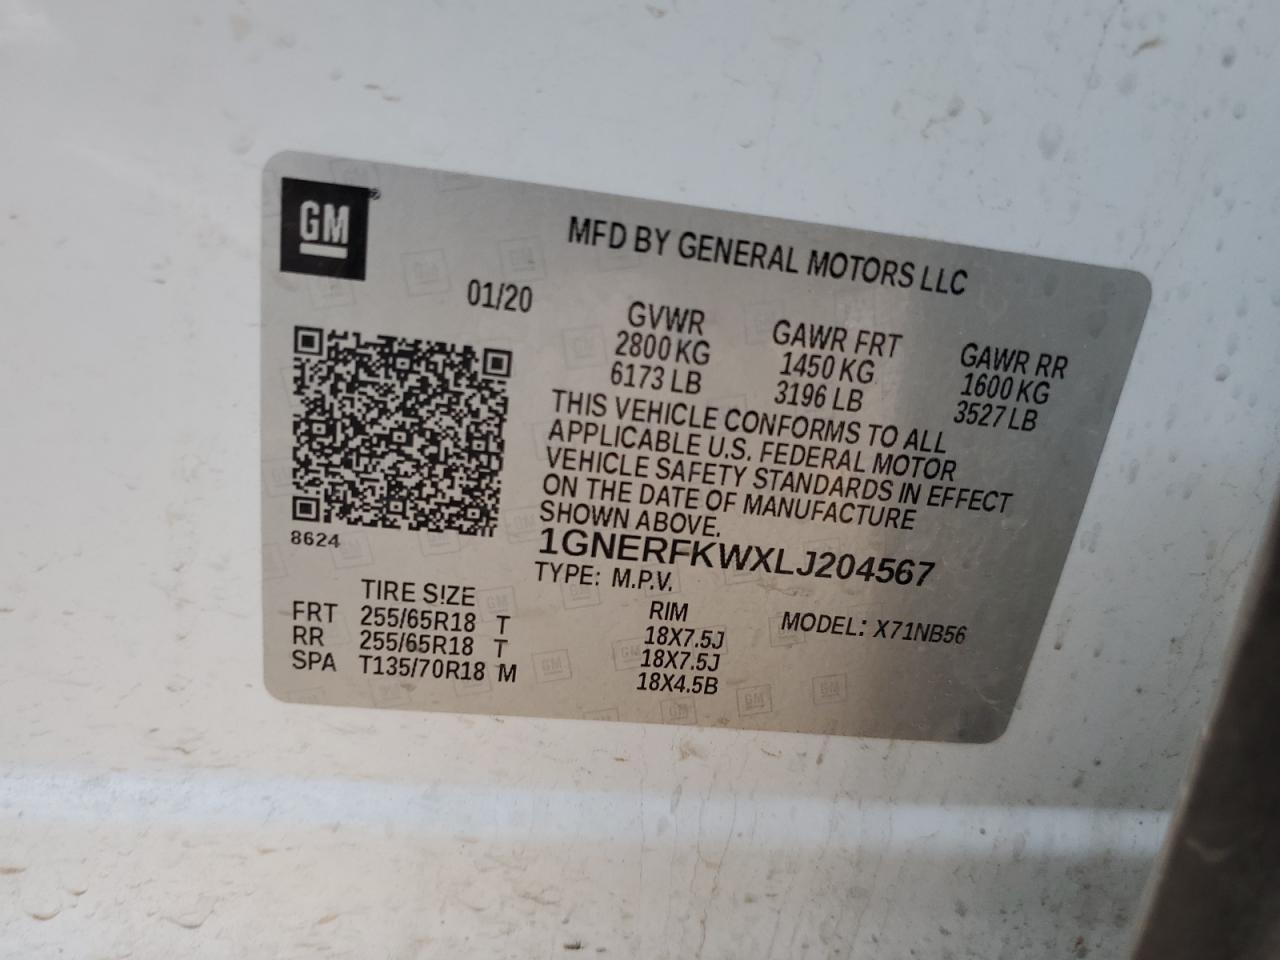 GM
MFD BY GENERAL MOTORS LLC
01/20
GVWR GAWR FRT GAWR RR
2800 KG 1450 KG 1600 KG
6173 LB 3196 LB 3527 LB
THIS VEHICLE CONFORMS TO ALL
APPLICABLE U.S. FEDERAL MOTOR
VEHICLE SAFETY STANDARDS IN EFFECT
ON THE DATE OF MANUFACTURE
SHOWN ABOVE.
8624
1GNERFKWXLJ204567
TYPE: M.P.V.
MODEL: X71NB56
TIRE SIZE RIM
FRT 255/65R18 T 18X7.5J
RR 255/65R18 T 18X7.5J
SPA T135/70R18 M 18X4.5B